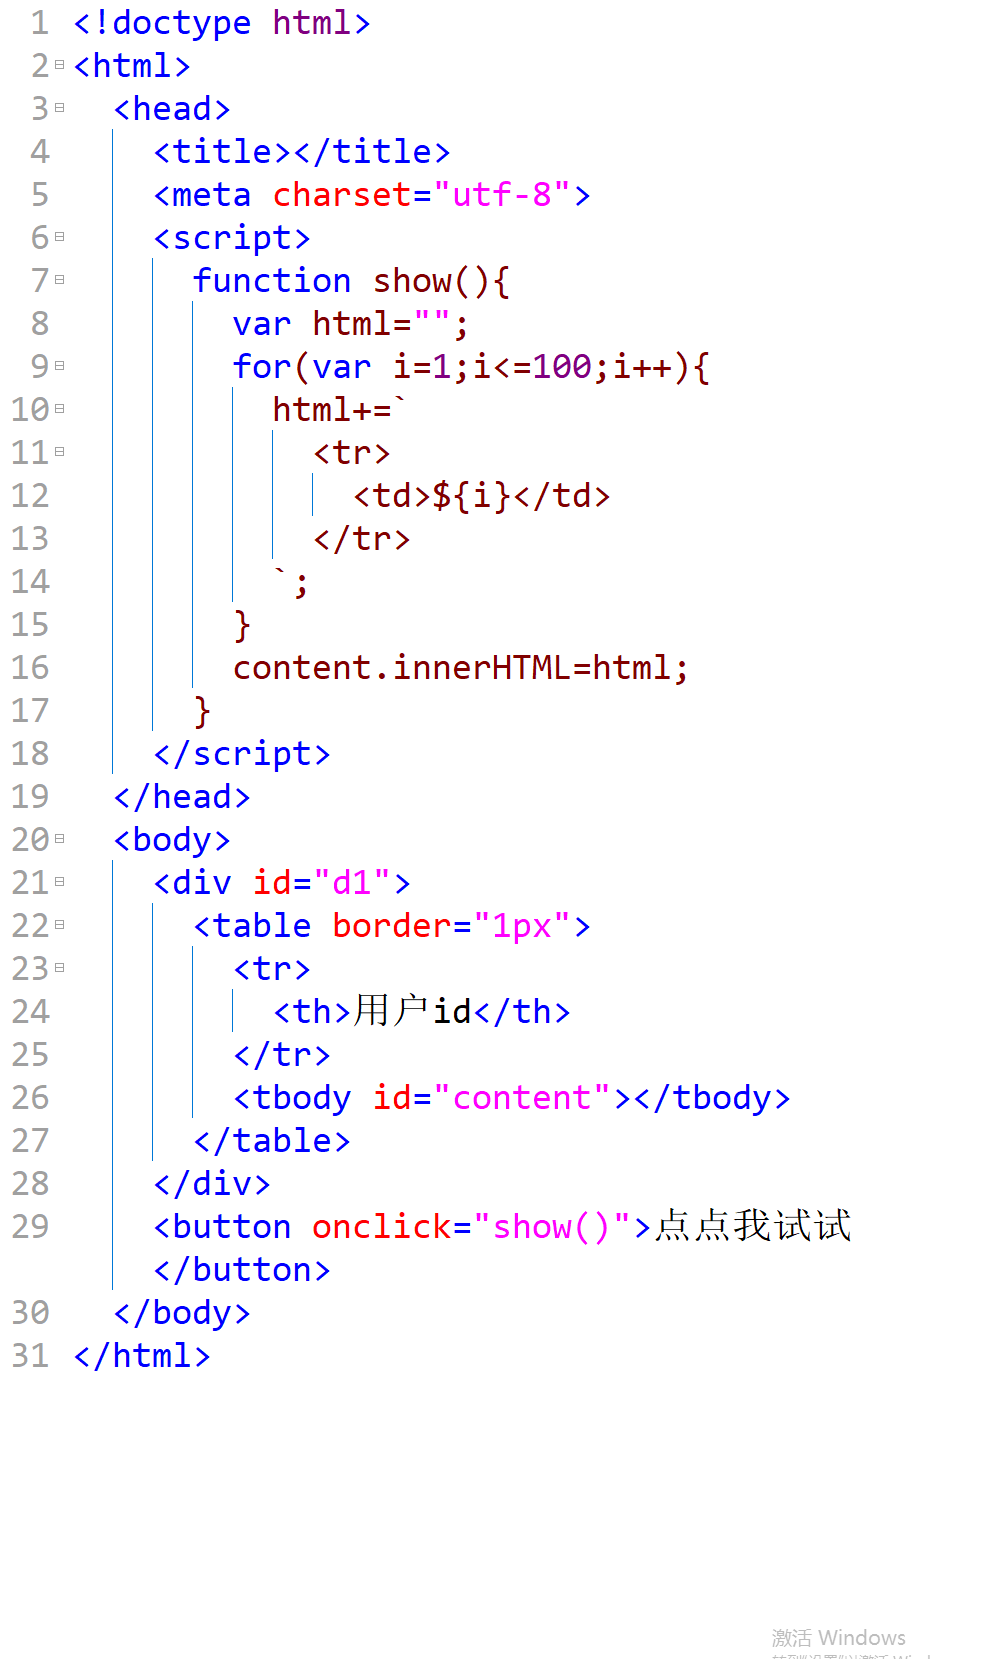 1 <!doctype html>
2 <html>
3 <head>
4 <title></title>
5 <meta charset="utf-8">
6 <script>
7 function show(){
8 var html="";
9 for(var i=1;i<=100;i++){
10 html+=`
11 <tr>
12 <td>${i}</td>
13 </tr>
14 `;
15 }
16 content.innerHTML=html;
17 }
18 </script>
19 </head>
20 <body>
21 <div id="d1">
22 <table border="1px">
23 <tr>
24 <th>用户id</th>
25 </tr>
26 <tbody id="content"></tbody>
27 </table>
28 </div>
29 <button onclick="show()">点点我试试
</button>
30 </body>
31 </html>
激活 Windows